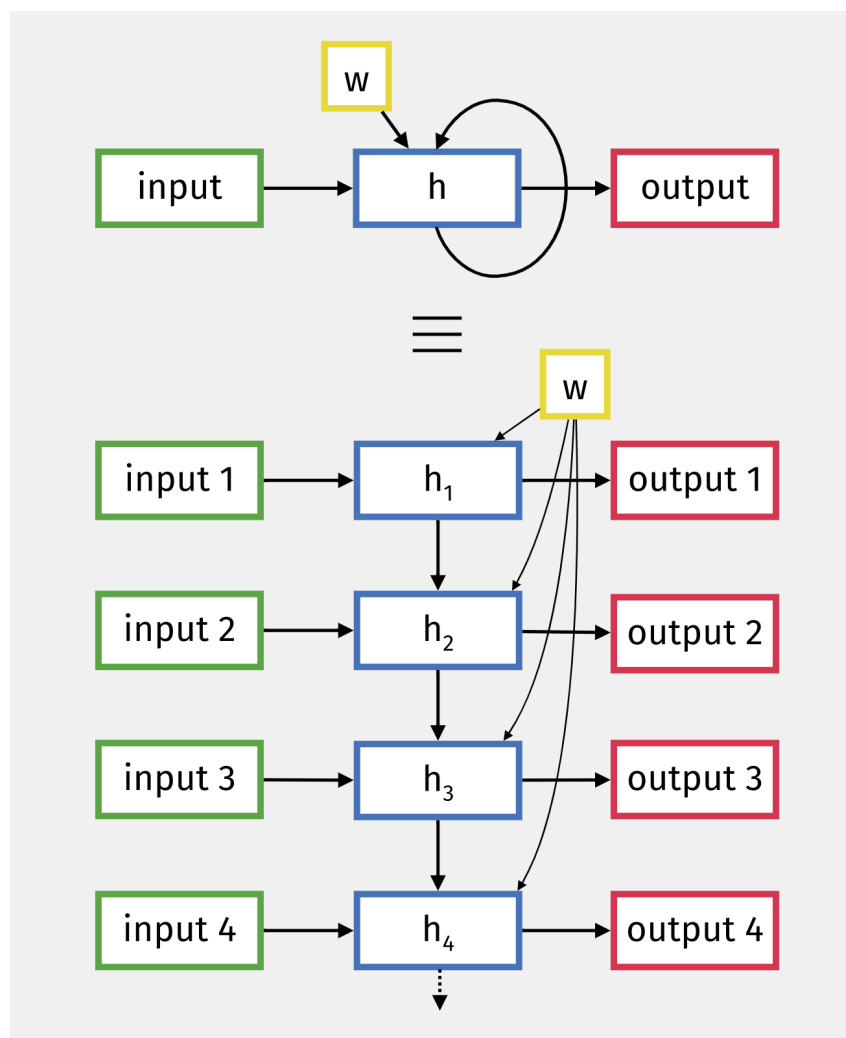 w
input h output
≡
w
input 1 h₁ output 1
input 2 h₂ output 2
input 3 h₃ output 3
input 4 h₄ output 4